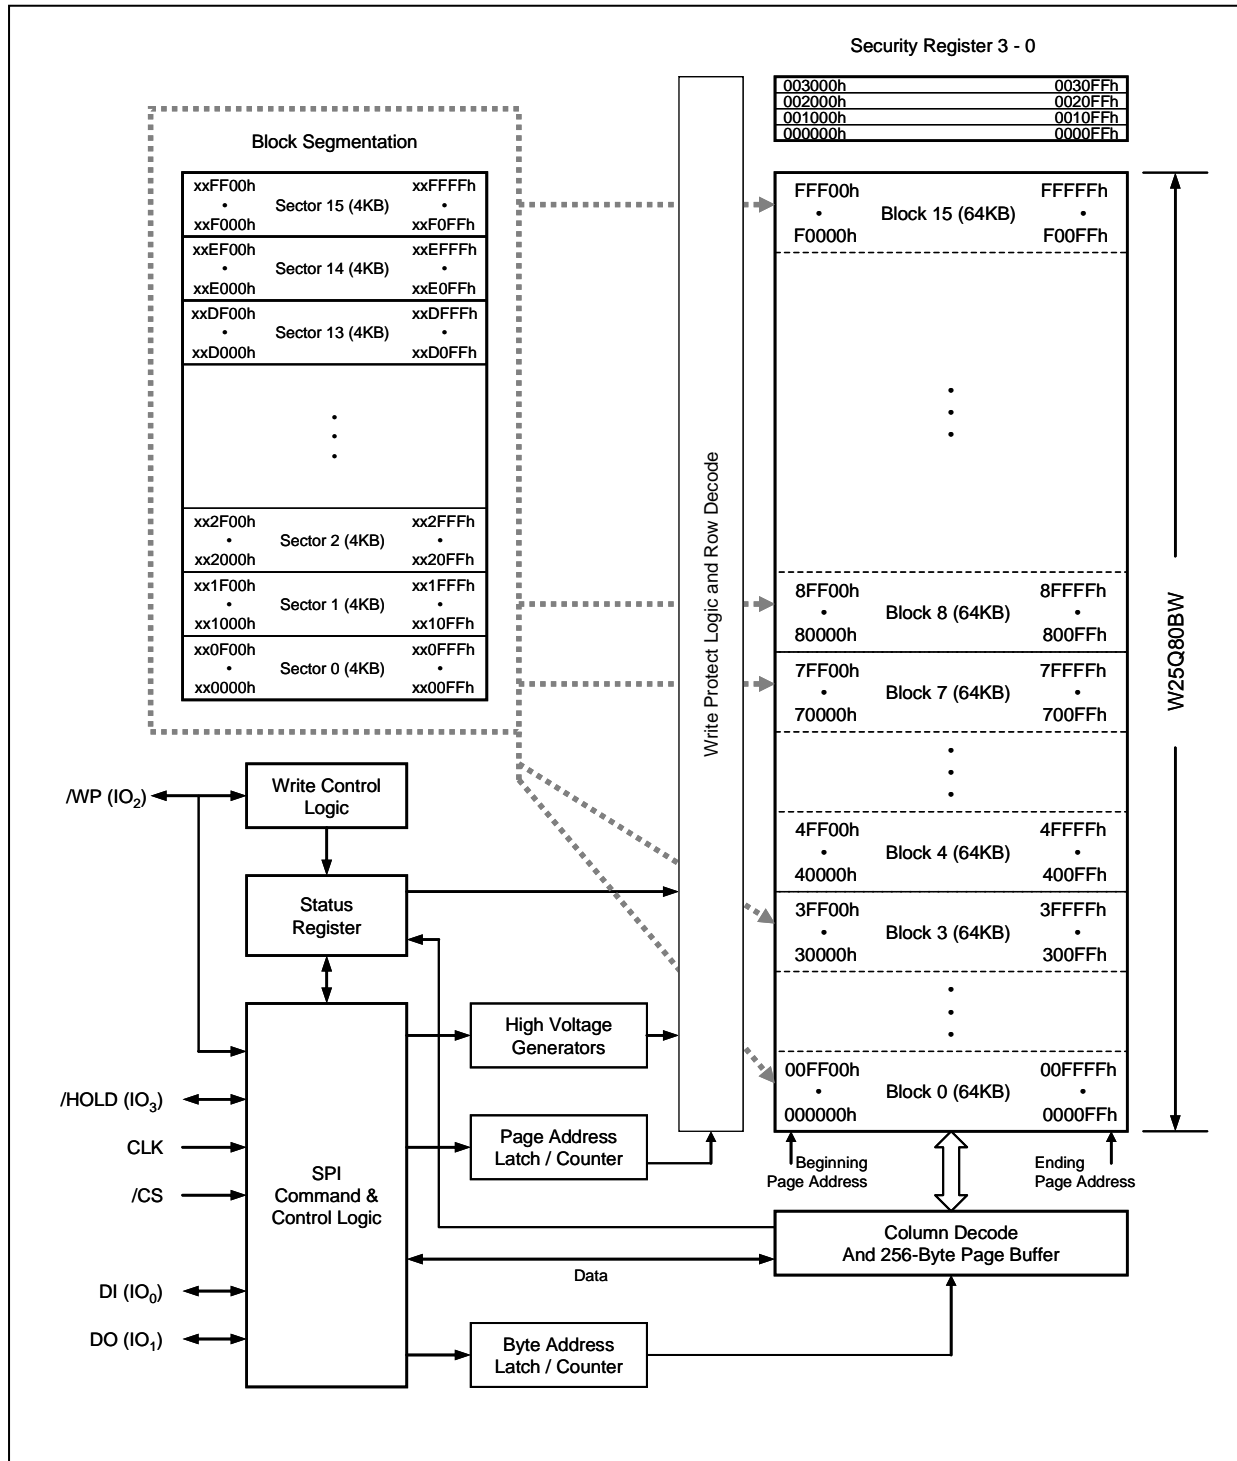 Security Register 3 - 0
003000h 0030FFh
002000h 0020FFh
001000h 0010FFh
000000h 0000FFh
Block Segmentation
xxFF00h xxFFFFh
Sector 15 (4KB)
xxF000h xxF0FFh
xxEF00h xxEFFFh
Sector 14 (4KB)
xxE000h xxE0FFh
xxDF00h xxDFFFh
Sector 13 (4KB)
xxD000h xxD0FFh
xx2F00h xx2FFFh
Sector 2 (4KB)
xx2000h xx20FFh
xx1F00h xx1FFFh
Sector 1 (4KB)
xx1000h xx10FFh
xx0F00h xx0FFFh
Sector 0 (4KB)
xx0000h xx00FFh
Write Protect Logic and Row Decode
FFF00h FFFFFh
Block 15 (64KB)
F0000h F00FFh
8FF00h 8FFFFh
Block 8 (64KB)
80000h 800FFh
7FF00h 7FFFFh
Block 7 (64KB)
70000h 700FFh
4FF00h 4FFFFh
Block 4 (64KB)
40000h 400FFh
3FF00h 3FFFFh
Block 3 (64KB)
30000h 300FFh
00FF00h 00FFFFh
Block 0 (64KB)
000000h 0000FFh
W25Q80BW
Beginning
Page Address
Ending
Page Address
/WP (IO2)
Write Control
Logic
Status
Register
High Voltage
Generators
/HOLD (IO3)
CLK
/CS
Page Address
Latch / Counter
SPI
Command &
Control Logic
Column Decode
And 256-Byte Page Buffer
Data
DI (IO0)
DO (IO1)
Byte Address
Latch / Counter